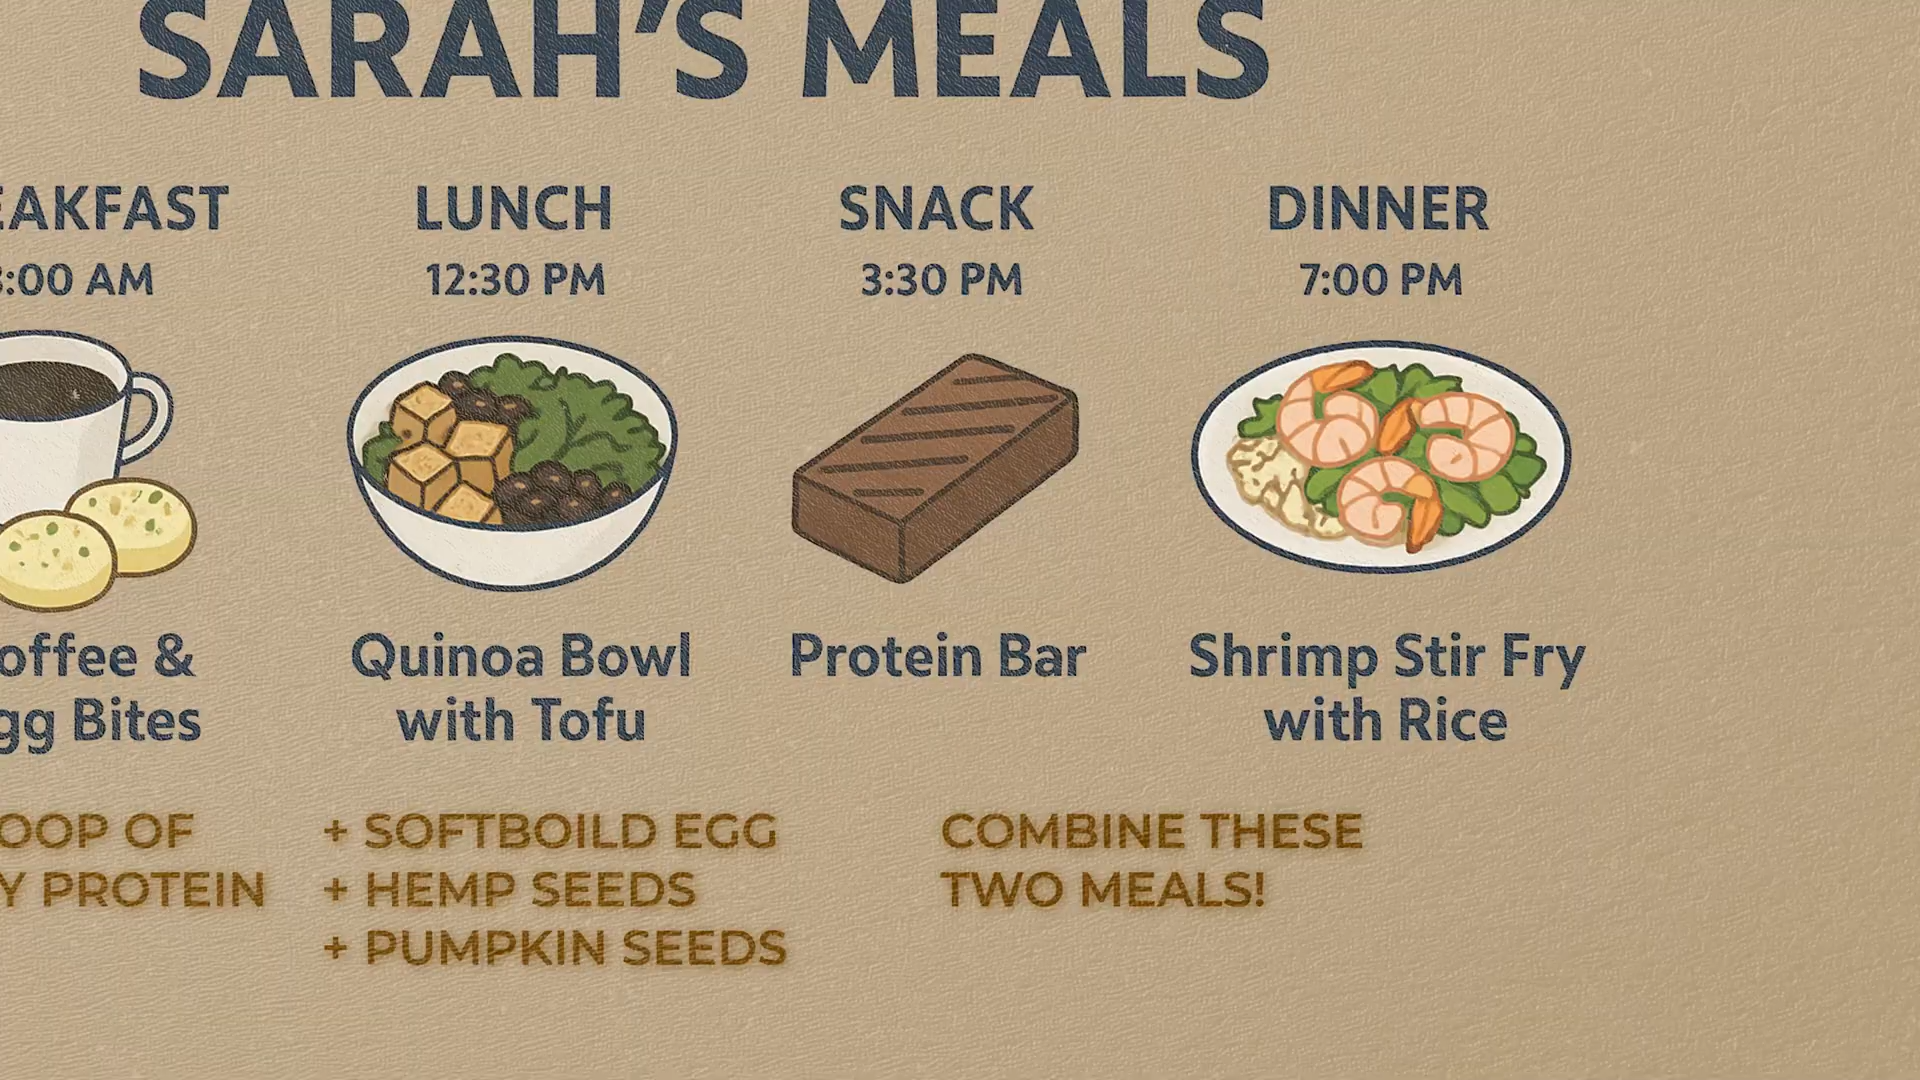 SARAH'S MEALS
EAKFAST
:00 AM
offee &
gg Bites
OOP OF
Y PROTEIN
LUNCH
12:30 PM
Quinoa Bowl
with Tofu
+ SOFTBOILD EGG
+ HEMP SEEDS
+ PUMPKIN SEEDS
SNACK
3:30 PM
Protein Bar
DINNER
7:00 PM
Shrimp Stir Fry
with Rice
COMBINE THESE
TWO MEALS!